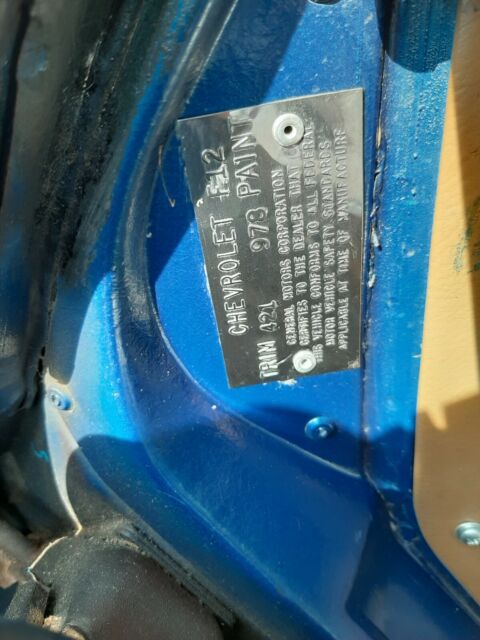 CHEVROLET F12
TRIM 421 978 PAINT
GENERAL MOTORS CORPORATION
CERTIFIES TO THE DEALER THAT
THIS VEHICLE CONFORMS TO ALL FEDERAL
MOTOR VEHICLE SAFETY STANDARDS
APPLICABLE AT TIME OF MANUFACTURE